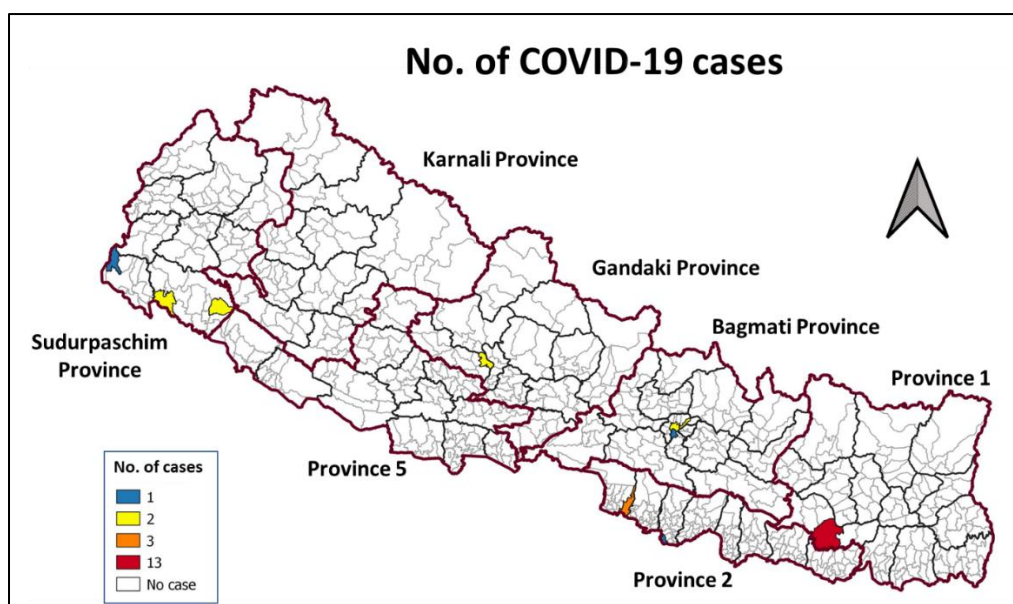 No. of COVID-19 cases
Karnali Province
Gandaki Province
Bagmati Province
Province 1
Sudurpaschim
Province
Province 5
Province 2
No. of cases
1
2
3
13
No case